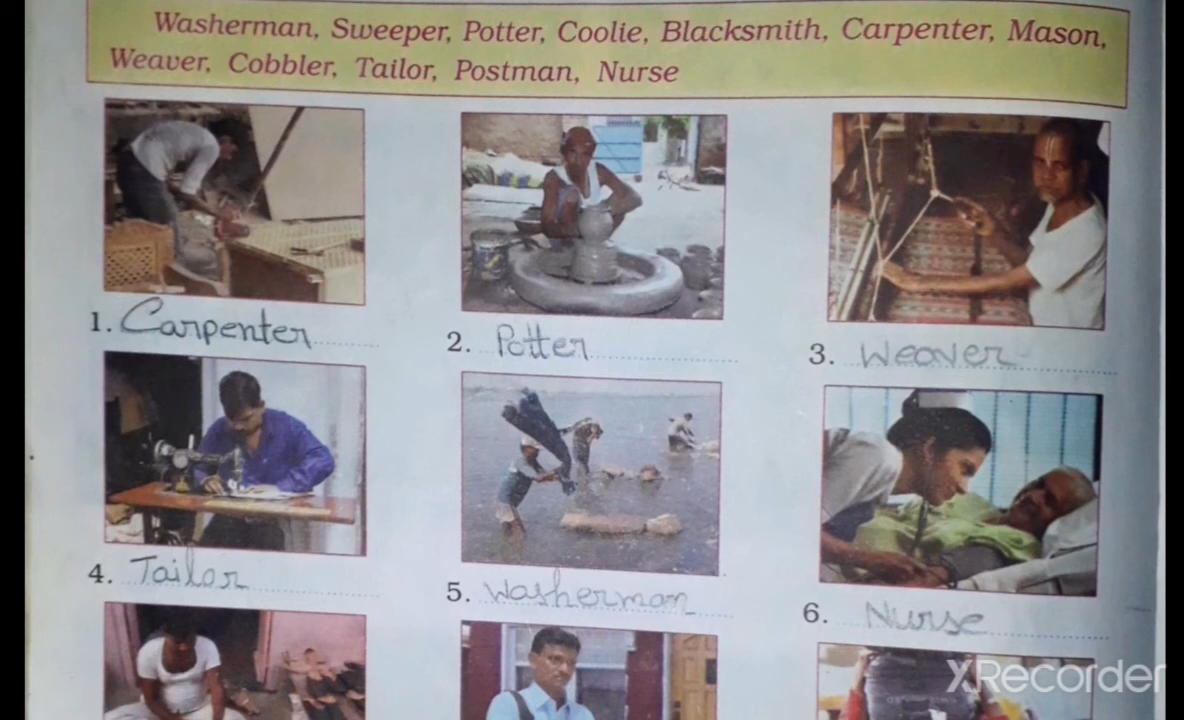 Washerman, Sweeper, Potter, Coolie, Blacksmith, Carpenter, Mason,
Weaver, Cobbler, Tailor, Postman, Nurse
1. Carpenter
2. Potter
3. Weaver
4. Tailor
5. Washerman
6. Nurse
XRecorder